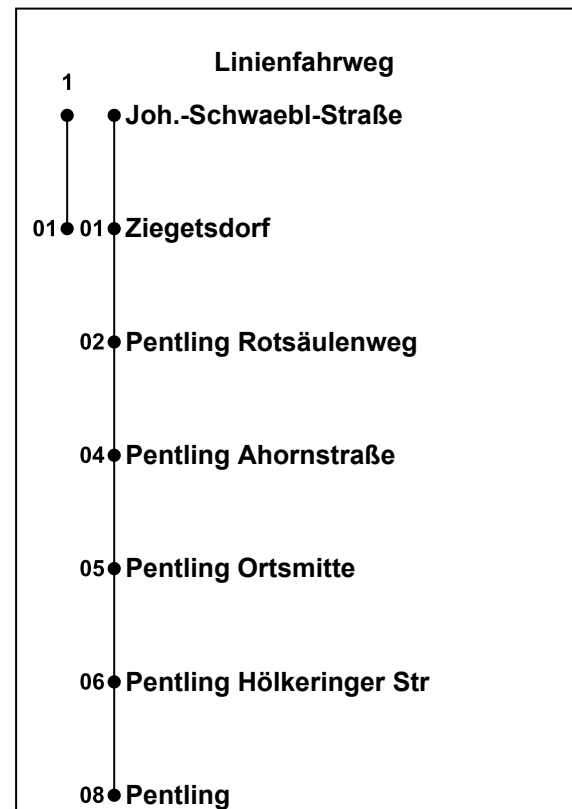 Linienfahrweg
1
Joh.-Schwaebl-Straße
01 01 Ziegetsdorf
02 Pentling Rotsäulenweg
04 Pentling Ahornstraße
05 Pentling Ortsmitte
06 Pentling Hölkeringer Str
08 Pentling